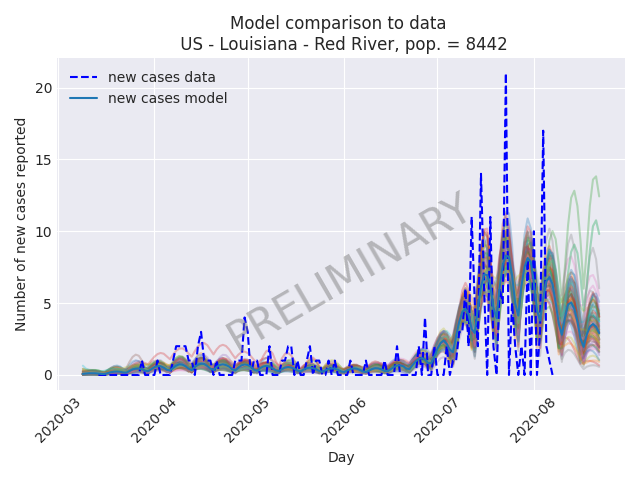 Model comparison to data
US - Louisiana - Red River, pop. = 8442
new cases data
new cases model
PRELIMINARY
Number of new cases reported
20
15
10
5
0
2020-03
2020-04
2020-05
2020-06
2020-07
2020-08
Day